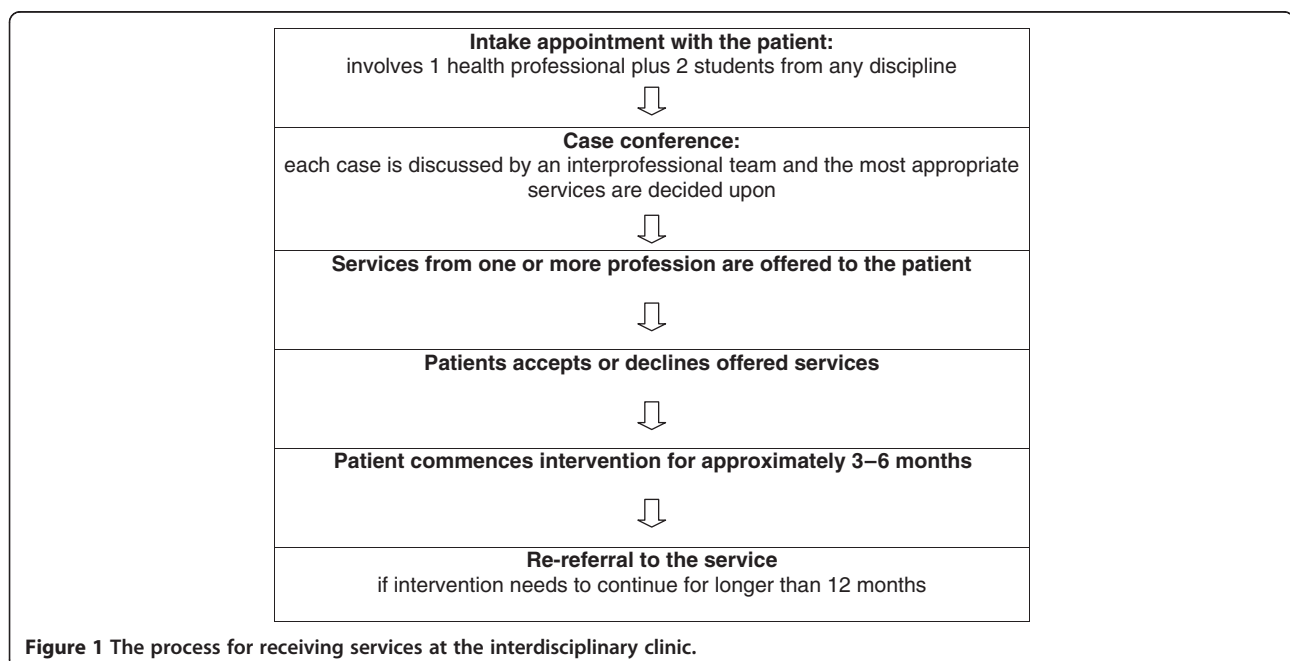 Intake appointment with the patient:
involves 1 health professional plus 2 students from any discipline
Case conference:
each case is discussed by an interprofessional team and the most appropriate
services are decided upon
Services from one or more profession are offered to the patient
Patients accepts or declines offered services
Patient commences intervention for approximately 3–6 months
Re-referral to the service
if intervention needs to continue for longer than 12 months
Figure 1 The process for receiving services at the interdisciplinary clinic.